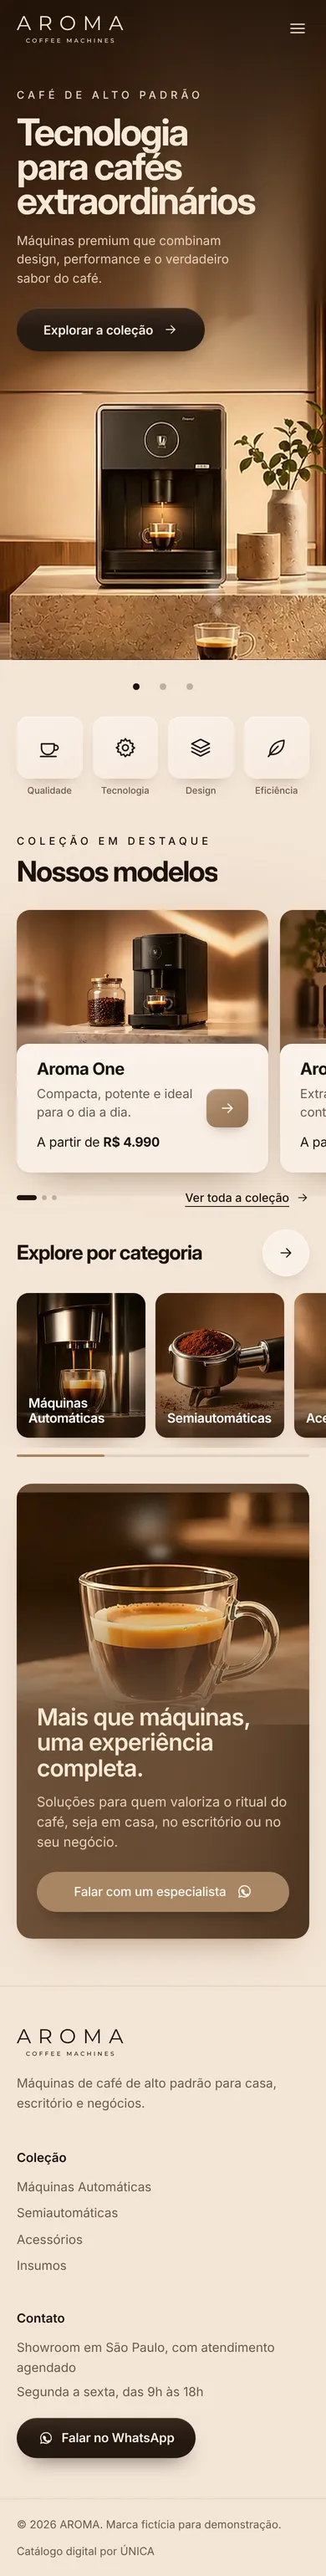 AROMA
COFFEE MACHINES
CAFÉ DE ALTO PADRÃO
Tecnologia
para cafés
extraordinários
Máquinas premium que combinam
design, performance e o verdadeiro
sabor do café.
Explorar a coleção →
Qualidade
Tecnologia
Design
Eficiência
COLEÇÃO EM DESTAQUE
Nossos modelos
Aroma One
Compacta, potente e ideal
para o dia a dia.
A partir de R$ 4.990
Aro
Extra
cont
A pa
Ver toda a coleção →
Explore por categoria
Máquinas
Automáticas
Semiautomáticas
Ace
Mais que máquinas,
uma experiência
completa.
Soluções para quem valoriza o ritual do
café, seja em casa, no escritório ou no
seu negócio.
Falar com um especialista
AROMA
COFFEE MACHINES
Máquinas de café de alto padrão para casa,
escritório e negócios.
Coleção
Máquinas Automáticas
Semiautomáticas
Acessórios
Insumos
Contato
Showroom em São Paulo, com atendimento
agendado
Segunda a sexta, das 9h às 18h
Falar no WhatsApp
© 2026 AROMA. Marca fictícia para demonstração.
Catálogo digital por ÚNICA